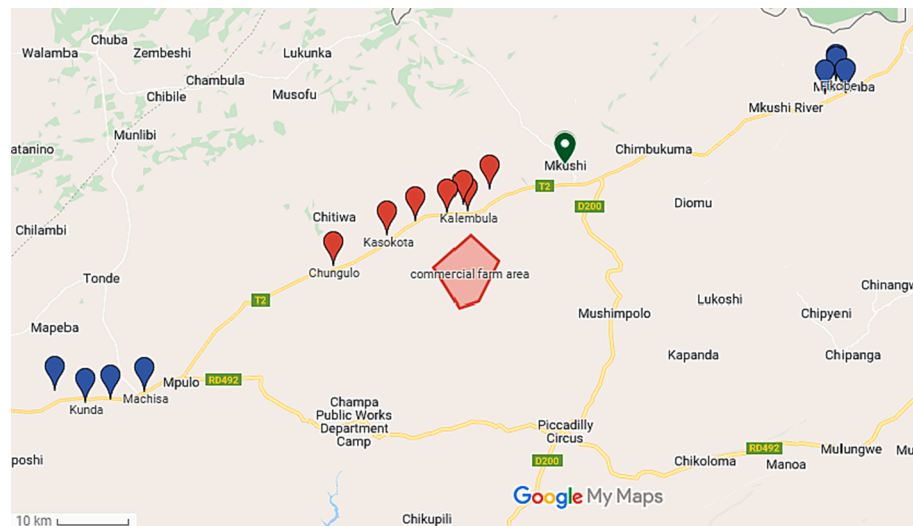 Chuba
Walamba
Zembeshi
Lukunka
Chambula
Chibile
Musofu
Munlibi
atanino
Mkushi River
Chimbukuma
Mkushi
T2
D200
Diomu
Chitiwa
Kalembula
Kasokota
Chilambi
Chungulo
commercial farm area
Tonde
T2
Lukoshi
Chinangw
Chipyeni
Mushimpolo
Mapeba
Kapanda
Chipanga
Mpulo
RD492
Machisa
Kunda
Champa
Public Works
Department
Camp
Piccadilly
Circus
RD492
Mulungwe
Mu
poshi
D200
Chikoloma
Manoa
Google My Maps
10 km
Chikupili